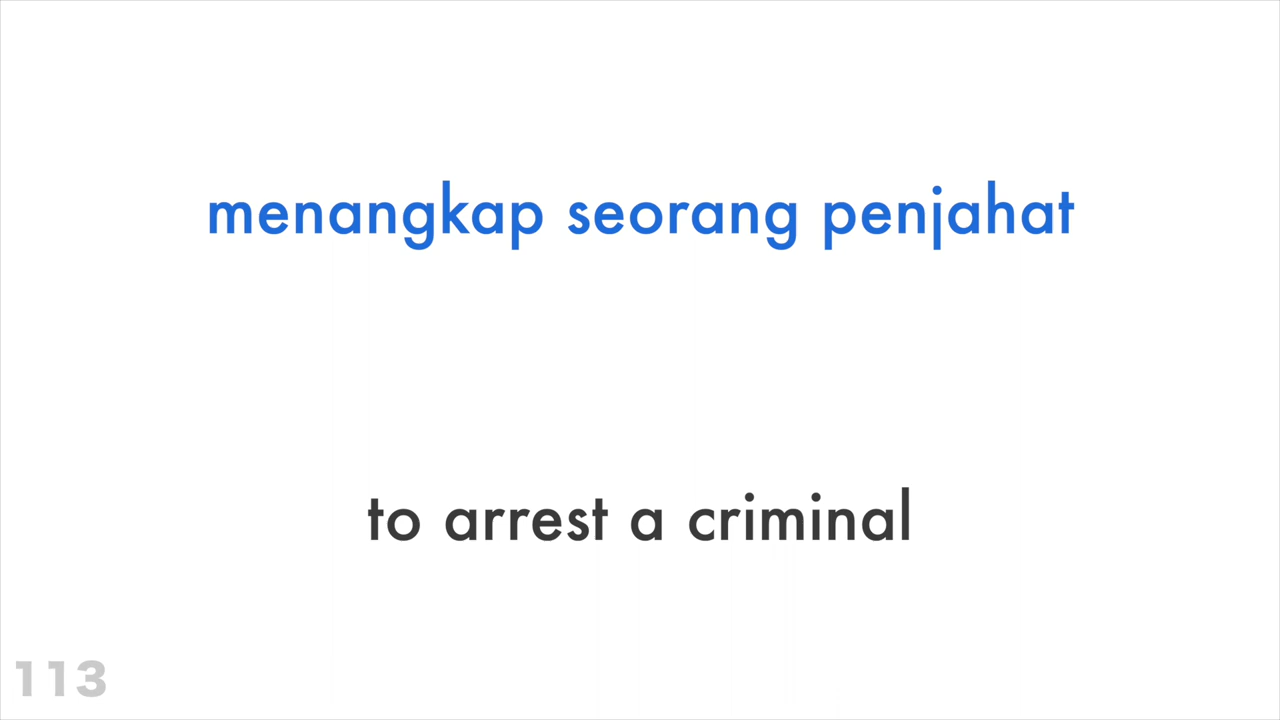 menangkap seorang penjahat
to arrest a criminal
113